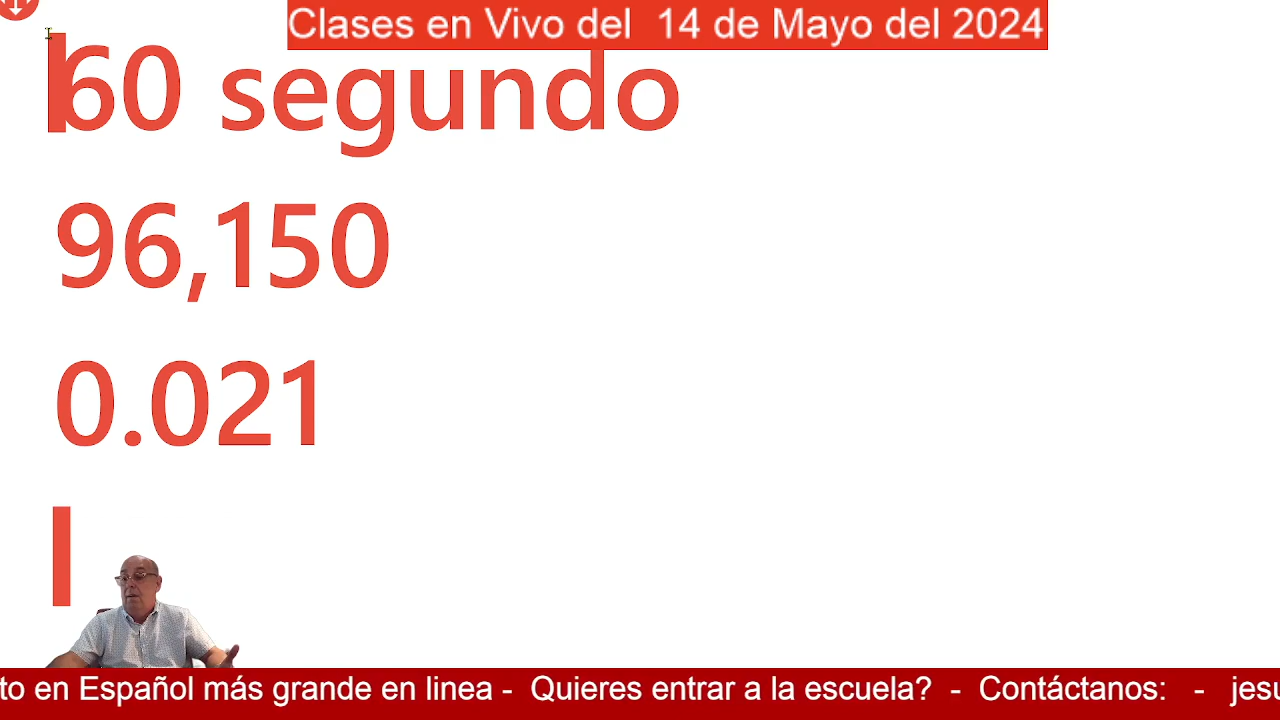 Clases en Vivo del 14 de Mayo del 2024
60 segundo
96,150
0.021
to en Español más grande en linea - Quieres entrar a la escuela? - Contáctanos: - jesu